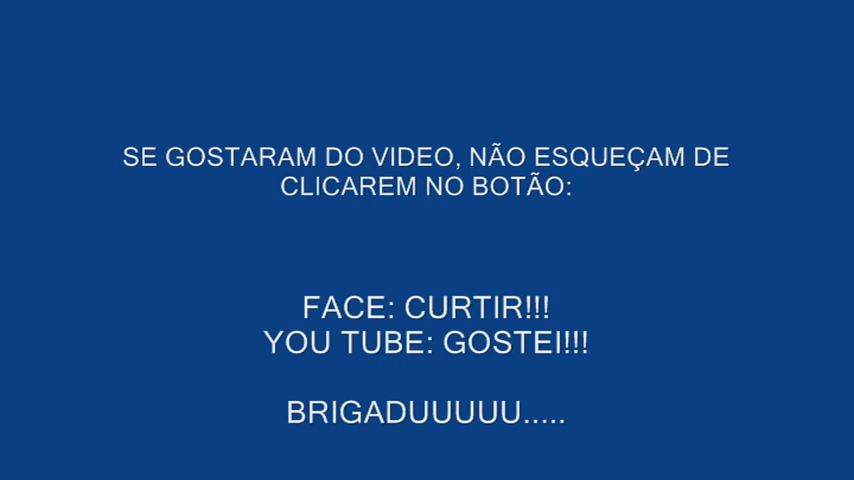 SE GOSTARAM DO VIDEO, NÃO ESQUEÇAM DE
CLICAREM NO BOTÃO:
FACE: CURTIR!!!
YOU TUBE: GOSTEI!!!
BRIGADUUUUU.....